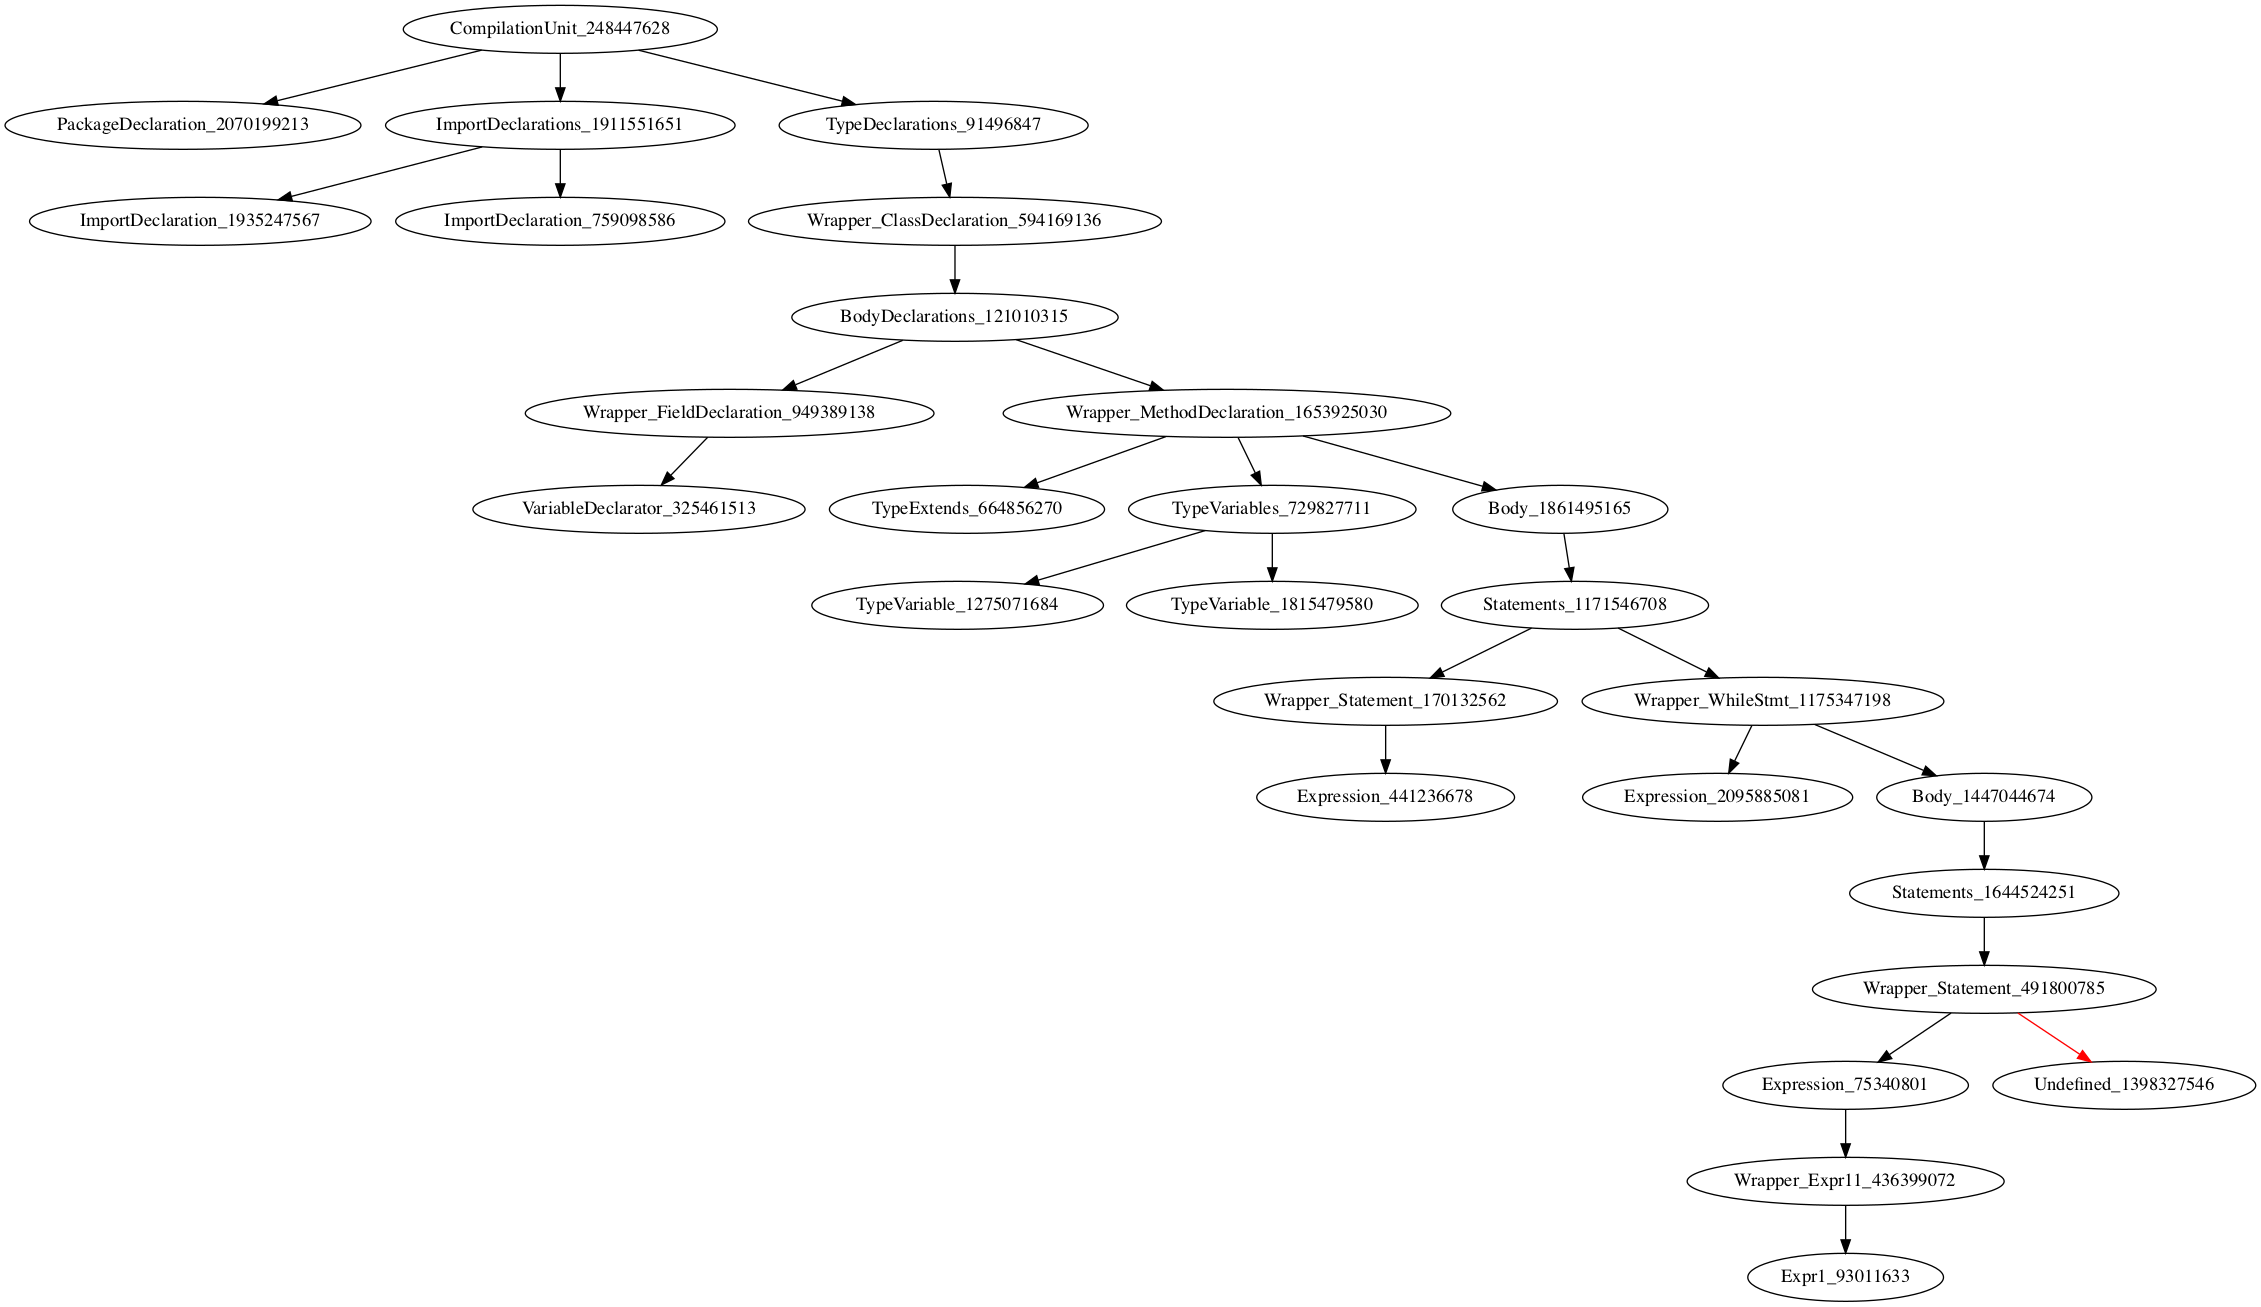 CompilationUnit_248447628
PackageDeclaration_2070199213
ImportDeclarations_1911551651
TypeDeclarations_91496847
ImportDeclaration_1935247567
ImportDeclaration_759098586
Wrapper_ClassDeclaration_594169136
BodyDeclarations_121010315
Wrapper_FieldDeclaration_949389138
Wrapper_MethodDeclaration_1653925030
VariableDeclarator_325461513
TypeExtends_664856270
TypeVariables_729827711
Body_1861495165
TypeVariable_1275071684
TypeVariable_1815479580
Statements_1171546708
Wrapper_Statement_170132562
Wrapper_WhileStmt_1175347198
Expression_441236678
Expression_2095885081
Body_1447044674
Statements_1644524251
Wrapper_Statement_491800785
Expression_75340801
Undefined_1398327546
Wrapper_Expr11_436399072
Expr1_93011633